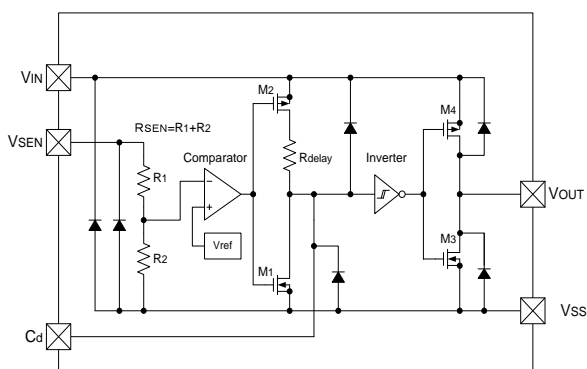 VIN
M2
M4
VSEN
RSEN=R1+R2
Comparator
Rdelay
Inverter
R1
−
+
VOUT
Vref
R2
M1
M3
VSS
Cd